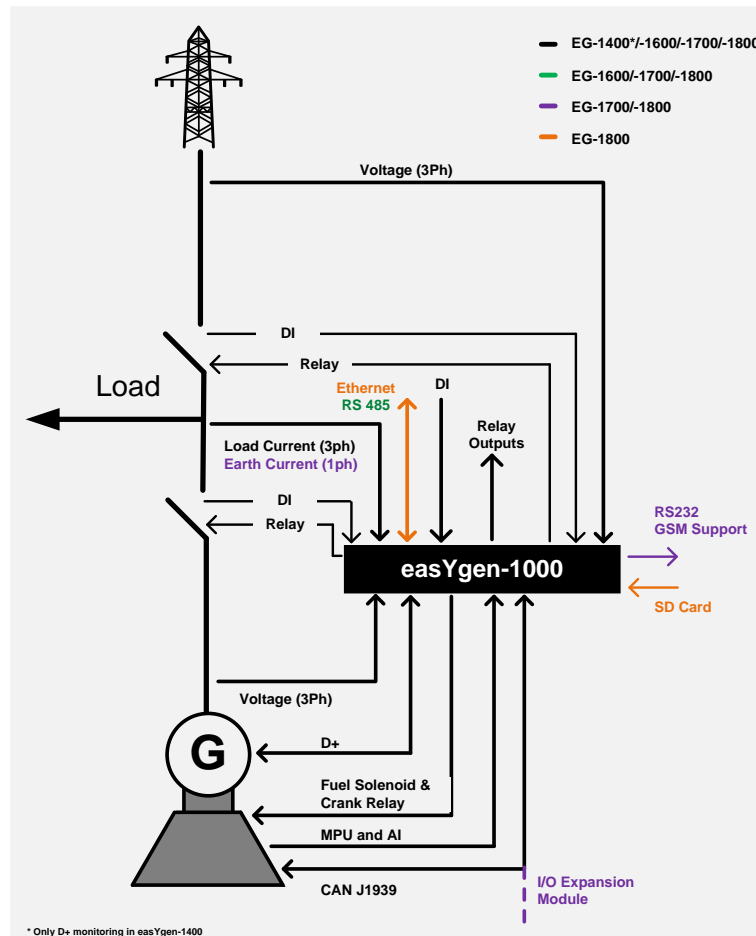 EG-1400*/-1600/-1700/-1800
EG-1600/-1700/-1800
EG-1700/-1800
EG-1800
Voltage (3Ph)
DI
Relay
Load
Ethernet
RS 485
DI
Relay
Outputs
Load Current (3ph)
Earth Current (1ph)
DI
Relay
RS232
GSM Support
easYgen-1000
SD Card
Voltage (3Ph)
G
D+
Fuel Solenoid &
Crank Relay
MPU and AI
CAN J1939
I/O Expansion
Module
* Only D+ monitoring in easYgen-1400